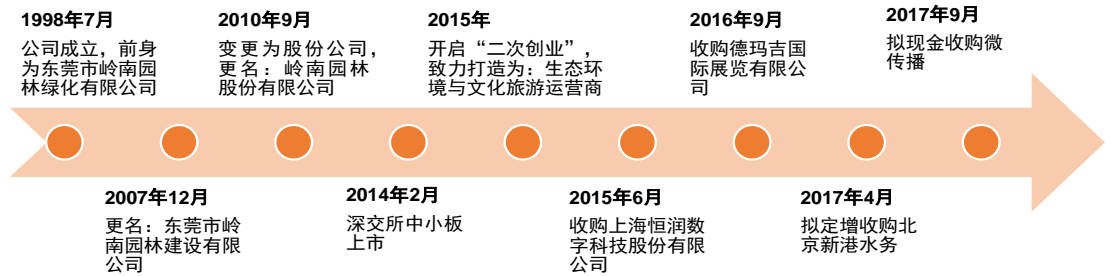 1998年7月
公司成立，前身
为东莞市岭南园
林绿化有限公司
2007年12月
更名：东莞市岭
南园林建设有限
公司
2010年9月
变更为股份公司，
更名：岭南园林
股份有限公司
2014年2月
深交所中小板
上市
2015年
开启“二次创业”，
致力打造为：生态环
境与文化旅游运营商
2015年6月
收购上海恒润数
字科技股份有限
公司
2016年9月
收购德玛吉国
际展览有限公
司
2017年4月
拟定增收购北
京新港水务
2017年9月
拟现金收购微
传播